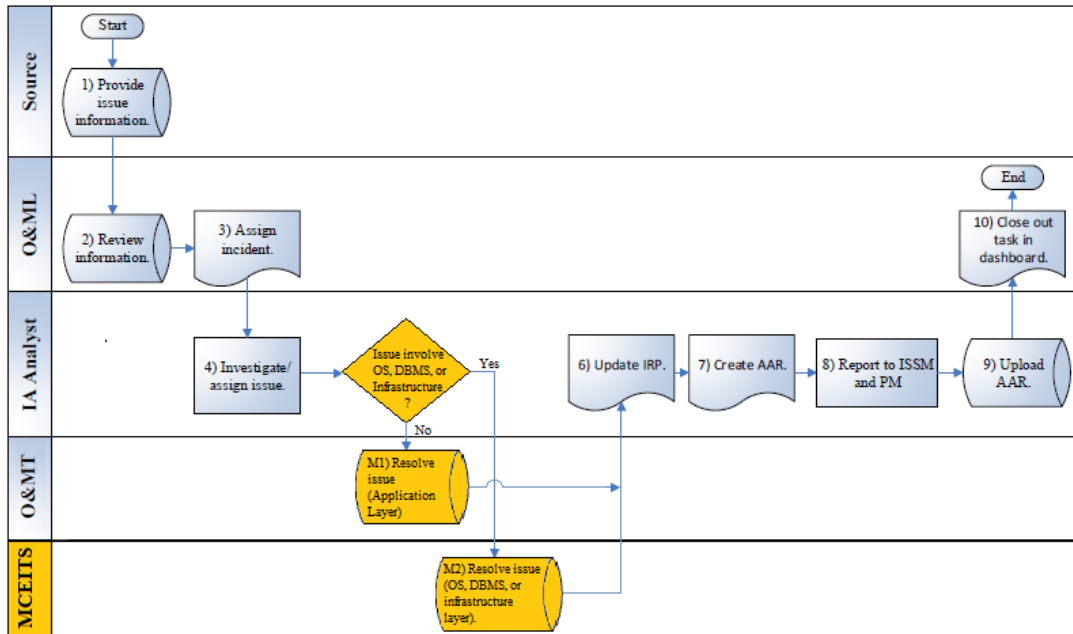 Source
Start
1) Provide
issue
information.
O&ML
2) Review
information.
3) Assign
incident.
End
10) Close out
task in
dashboard.
IA Analyst
4) Investigate/
assign issue.
Issue involve
OS, DBMS, or
Infrastructure
?
Yes
No
6) Update IRP.
7) Create AAR.
8) Report to ISSM
and PM
9) Upload
AAR.
O&MT
M1) Resolve
issue
(Application
Layer)
MCEITS
M2) Resolve issue
(OS, DBMS, or
infrastructure
layer).